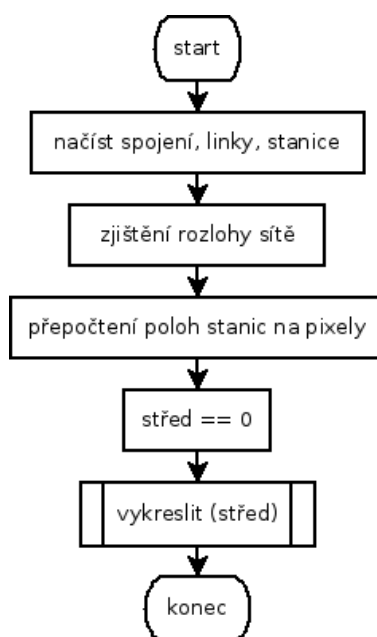 start
načíst spojení, linky, stanice
zjištění rozlohy sítě
přepočtení poloh stanic na pixely
střed == 0
vykreslit (střed)
konec